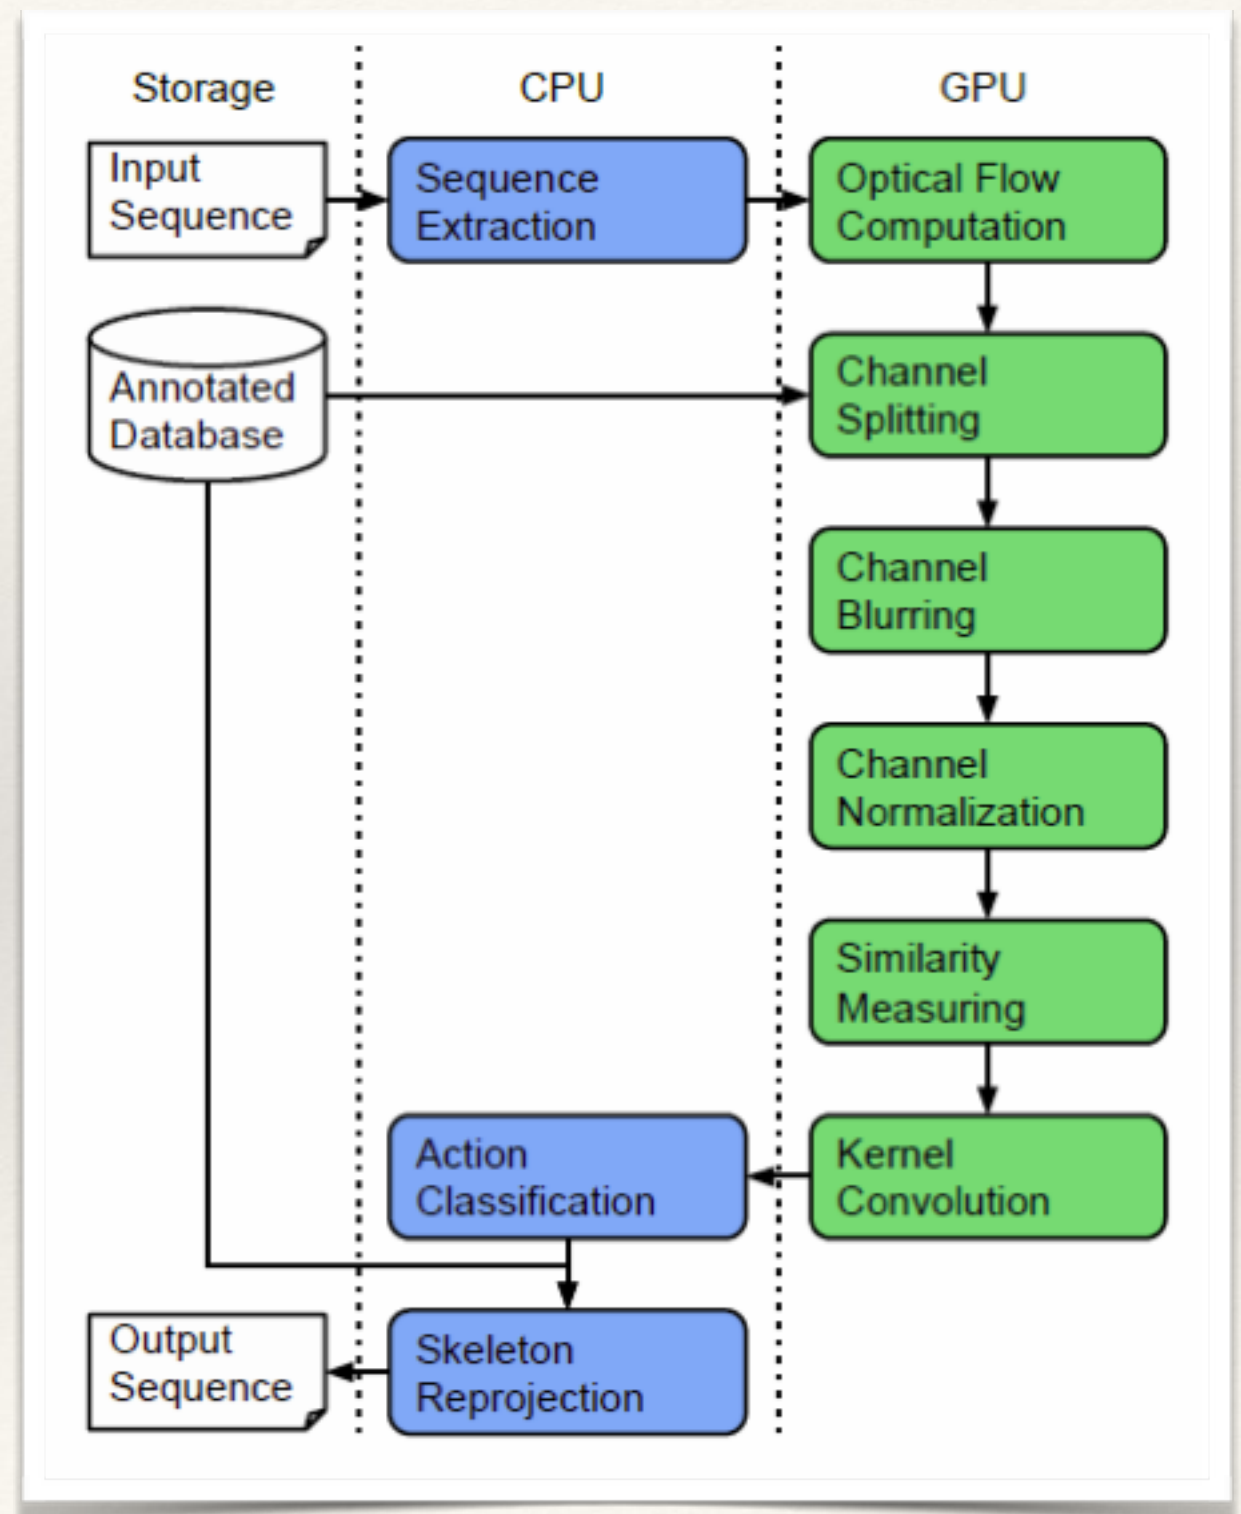 Storage
CPU
GPU
Input
Sequence
Sequence
Extraction
Optical Flow
Computation
Annotated
Database
Channel
Splitting
Channel
Blurring
Channel
Normalization
Similarity
Measuring
Action
Classification
Kernel
Convolution
Output
Sequence
Skeleton
Reprojection